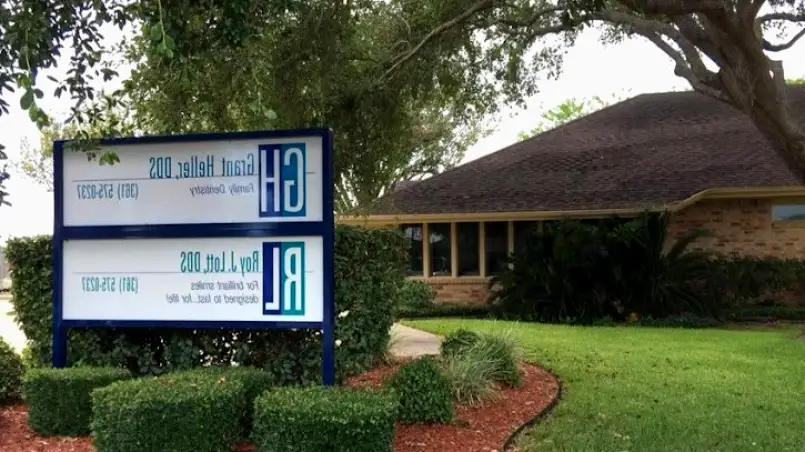 GH
Grant Heller, DDS
Family Dentistry
(361) 575-0237
RL
Roy J. Lott, DDS
For brilliant smiles
designed to last...for life!
(361) 575-0237